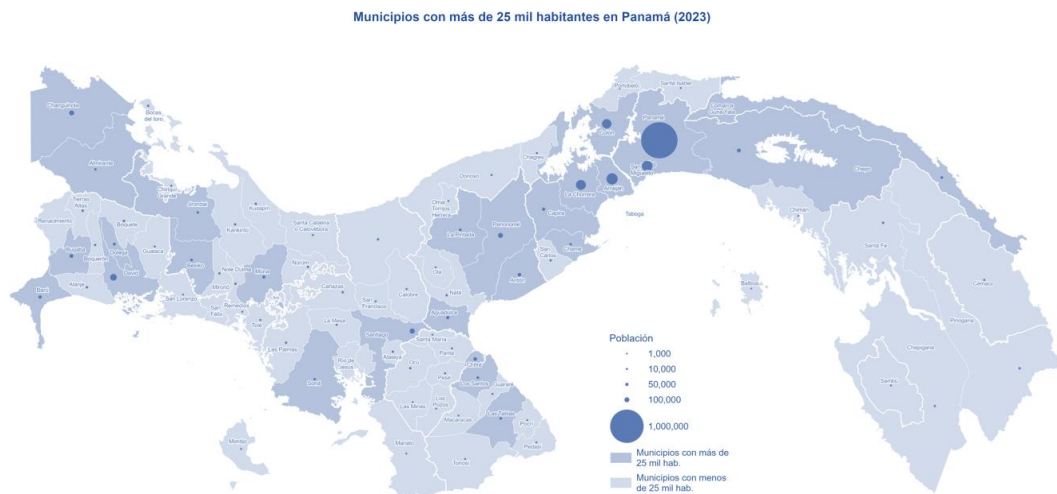 Municipios con más de 25 mil habitantes en Panamá (2023)
Changuinola
Bocas
del toro
Almirante
Chiriquí
Grande
Kusapín
Tierras
Altas
Renacimiento
Boquete
Jirondai
Kankintú
Santa Catalina
o Calovébora
Bugaba
Boquerón
Dolega
David
Gualaca
Besikó
Nole Duima
Mironó
Müna
Ñürüm
Barú
Alanje
San Lorenzo
San
Félix
Remedios
Tolé
Cañazas
San
Francisco
Calobre
La Mesa
Las Palmas
Santiago
Soná
Río de
Jesús
Atalaya
Montijo
Mariato
Donoso
Chagres
Omar
Torrijos
Herrera
La Pintada
Penonomé
Olá
Natá
Antón
Aguadulce
Santa María
Parita
Ocú
Chitré
Pesé
Los Santos
Guararé
Las Minas
Los
Pozos
Macaracas
Las Tablas
Pocrí
Pedasí
Tonosí
Portobelo
Santa Isabel
Colón
Panamá
San
Miguelito
Arraiján
La Chorrera
Capira
Chame
San
Carlos
Taboga
Comarca
Guna Yala
Chepo
Chimán
Balboa
Santa Fe
Cémaco
Pinogana
Chepigana
Sambú
Población
1,000
10,000
50,000
100,000
1,000,000
Municipios con más de
25 mil hab.
Municipios con menos
de 25 mil hab.